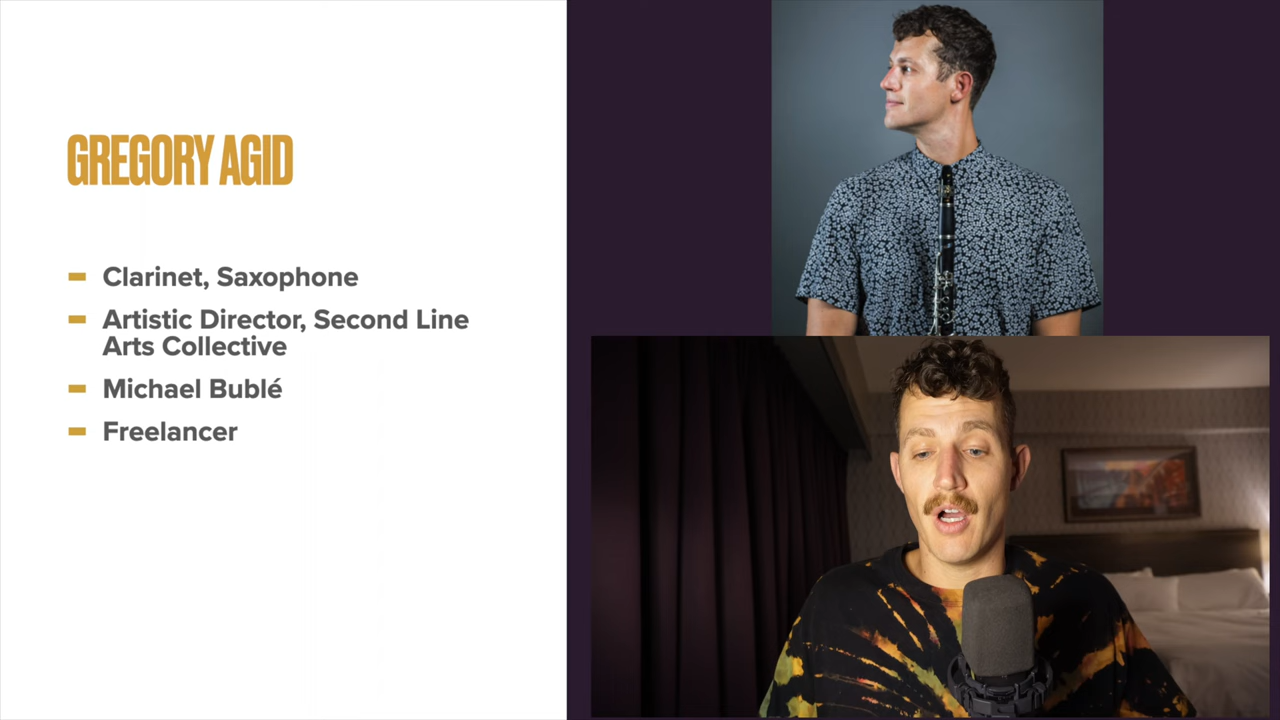 GREGORY AGID
Clarinet, Saxophone
Artistic Director, Second Line
Arts Collective
Michael Bublé
Freelancer